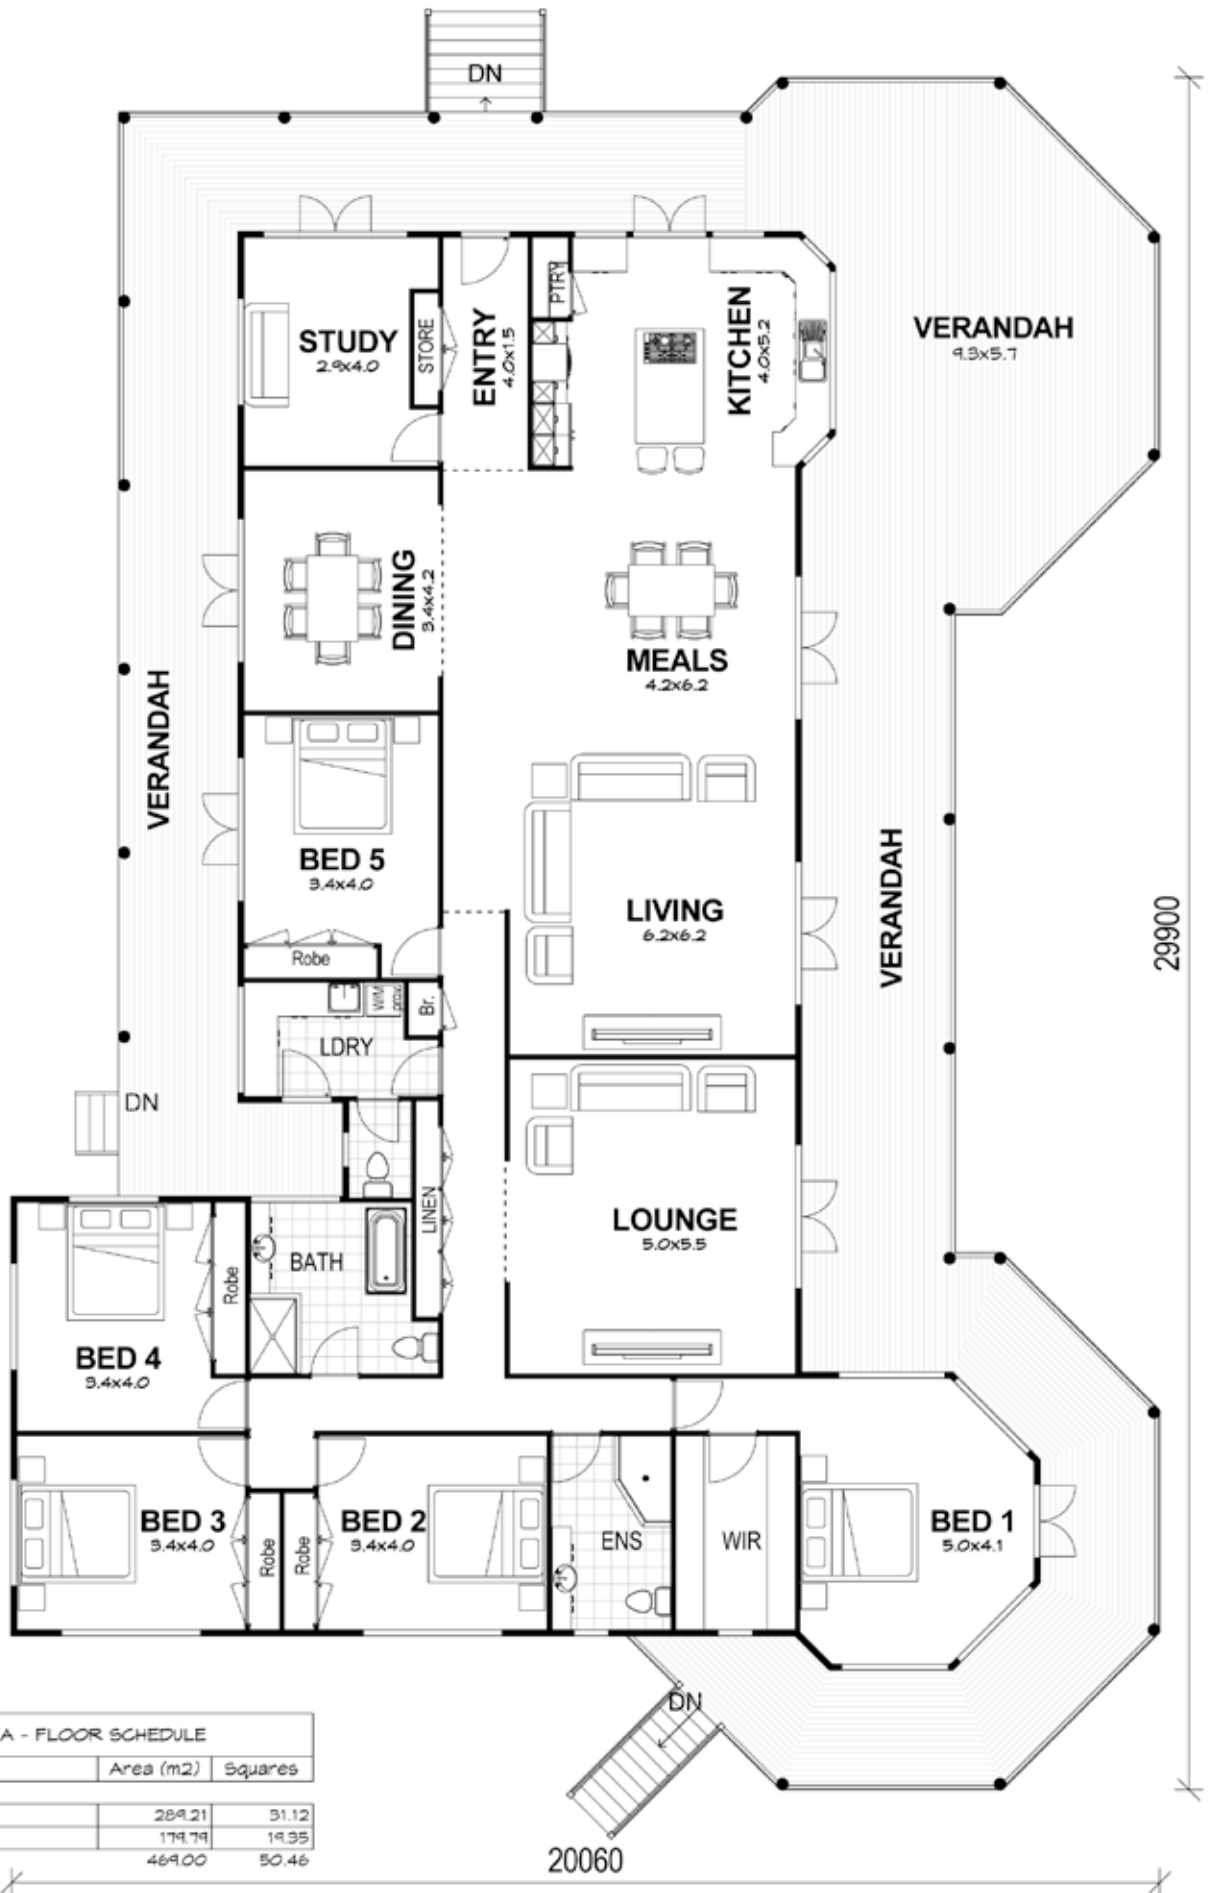 DN
STUDY
2.9x4.0
STORE
ENTRY
4.0x1.5
PTRY
KITCHEN
4.0x5.2
VERANDAH
9.3x5.7
DINING
3.4x4.2
MEALS
4.2x6.2
VERANDAH
BED 5
3.4x4.0
Robe
LIVING
6.2x6.2
VERANDAH
29900
LDRY
W/M
prov.
Br.
DN
LINEN
LOUNGE
5.0x5.5
BATH
BED 4
3.4x4.0
Robe
BED 3
3.4x4.0
Robe
Robe
BED 2
3.4x4.0
ENS
WIR
BED 1
5.0x4.1
DN
A - FLOOR SCHEDULE
Area (m2) Squares
289.21 31.12
179.79 19.35
469.00 50.46
20060